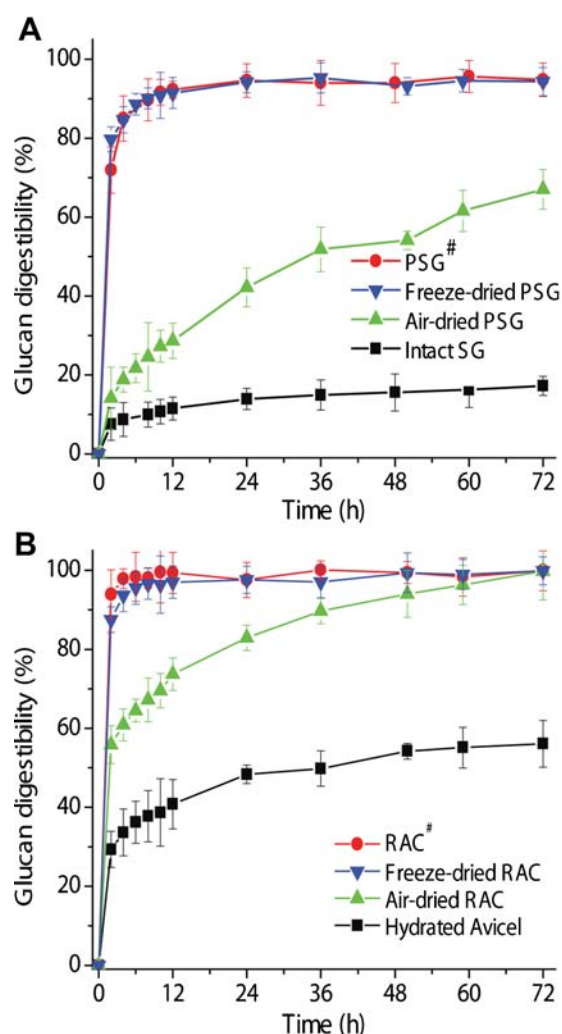 A
Glucan digestibility (%)
100
80
60
40
20
0
PSG#
Freeze-dried PSG
Air-dried PSG
Intact SG
0 12 24 36 48 60 72
Time (h)
B
Glucan digestibility (%)
100
80
60
40
20
0
RAC#
Freeze-dried RAC
Air-dried RAC
Hydrated Avicel
0 12 24 36 48 60 72
Time (h)